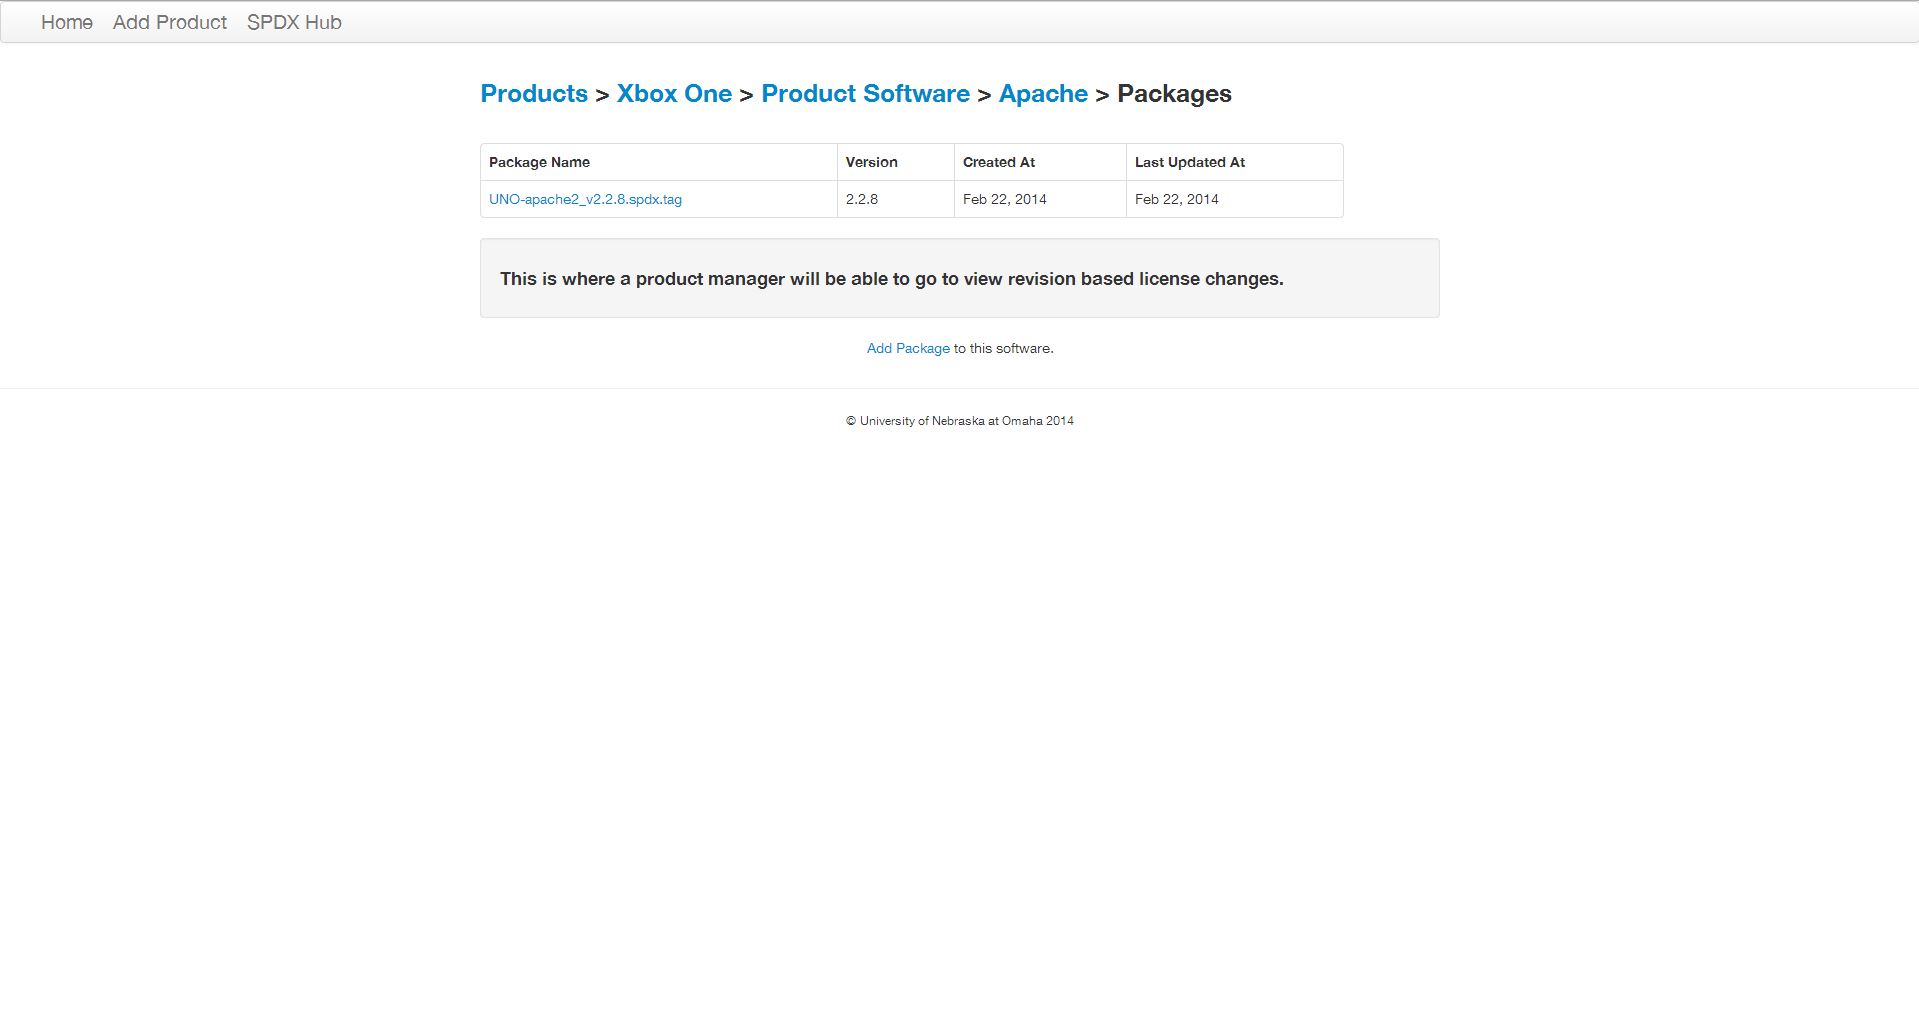 Home Add Product SPDX Hub
Products > Xbox One > Product Software > Apache > Packages
Package Name Version Created At Last Updated At
UNO-apache2_v2.2.8.spdx.tag 2.2.8 Feb 22, 2014 Feb 22, 2014
This is where a product manager will be able to go to view revision based license changes.
Add Package to this software.
© University of Nebraska at Omaha 2014